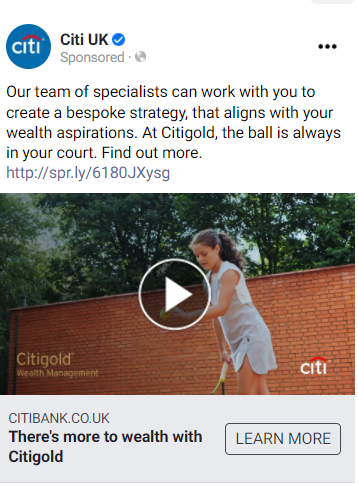 citi
Citi UK
Sponsored ·
Our team of specialists can work with you to
create a bespoke strategy, that aligns with your
wealth aspirations. At Citigold, the ball is always
in your court. Find out more.
http://spr.ly/6180JXysg
Citigold®
Wealth Management
citi
CITIBANK.CO.UK
There's more to wealth with
Citigold
LEARN MORE